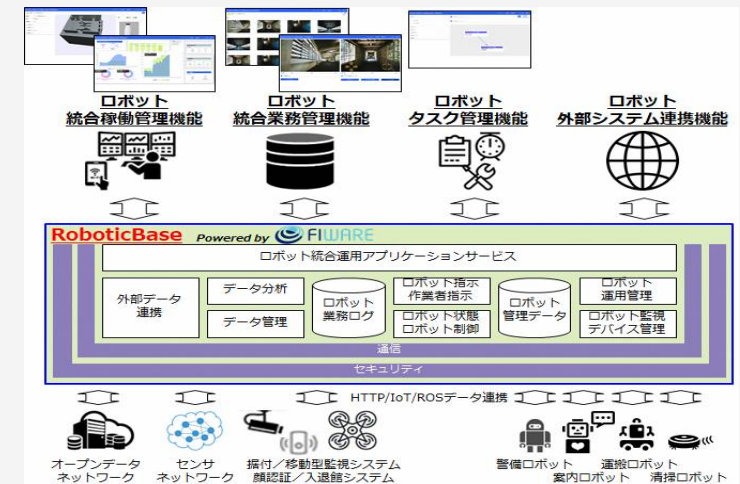 ロボット
統合稼働管理機能
ロボット
統合業務管理機能
ロボット
タスク管理機能
ロボット
外部システム連携機能
RoboticBase Powered by FIWARE
ロボット統合運用アプリケーションサービス
外部データ
連携
データ分析
データ管理
ロボット
業務ログ
ロボット指示
作業者指示
ロボット状態
ロボット制御
ロボット
管理データ
ロボット
運用管理
ロボット監視
デバイス管理
通信
セキュリティ
HTTP/IoT/ROSデータ連携
オープンデータ
ネットワーク
センサ
ネットワーク
据付／移動型監視システム
顔認証／入退館システム
警備ロボット
案内ロボット
運搬ロボット
清掃ロボット